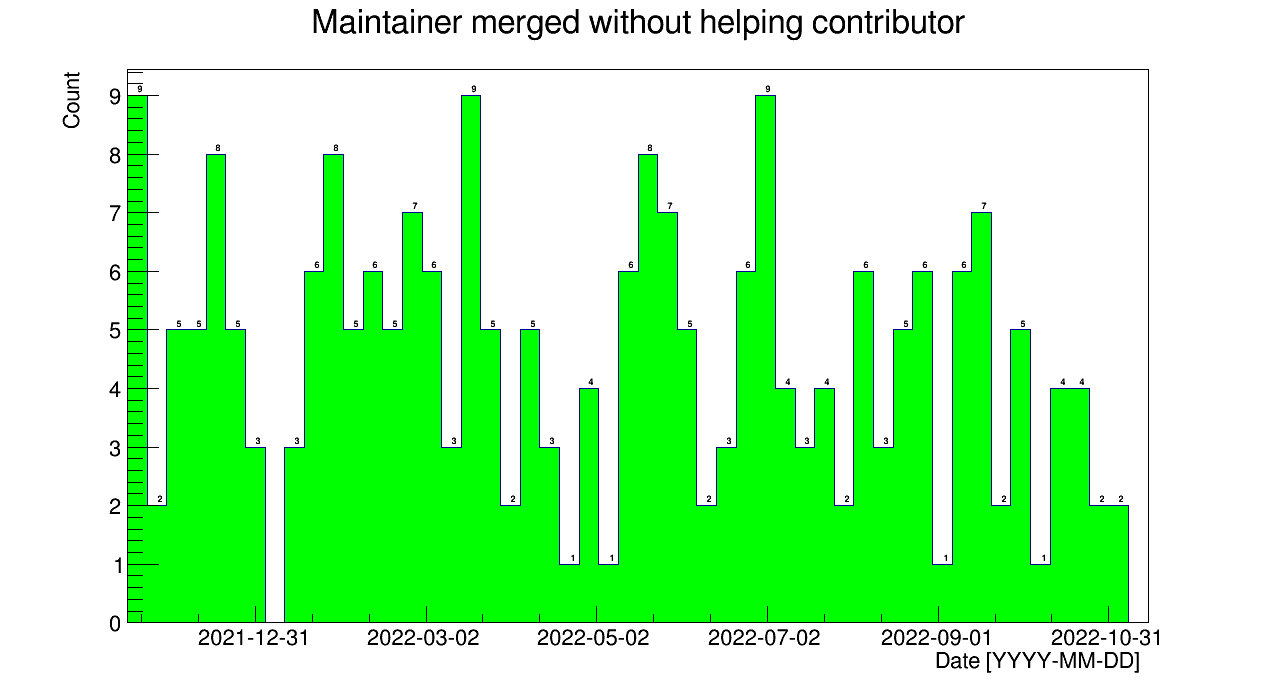 Maintainer merged without helping contributor
Count
9
8
7
6
5
4
3
2
1
0
9 2 5 5 8 5 3 3 6 8 5 6 5 7 6 3 9 5 2 5 3 1 4 1 6 8 7 5 2 3 6 9 4 3 4 2 6 3 5 6 1 6 7 2 5 1 4 4 2 2
2021-12-31 2022-03-02 2022-05-02 2022-07-02 2022-09-01 2022-10-31
Date [YYYY-MM-DD]